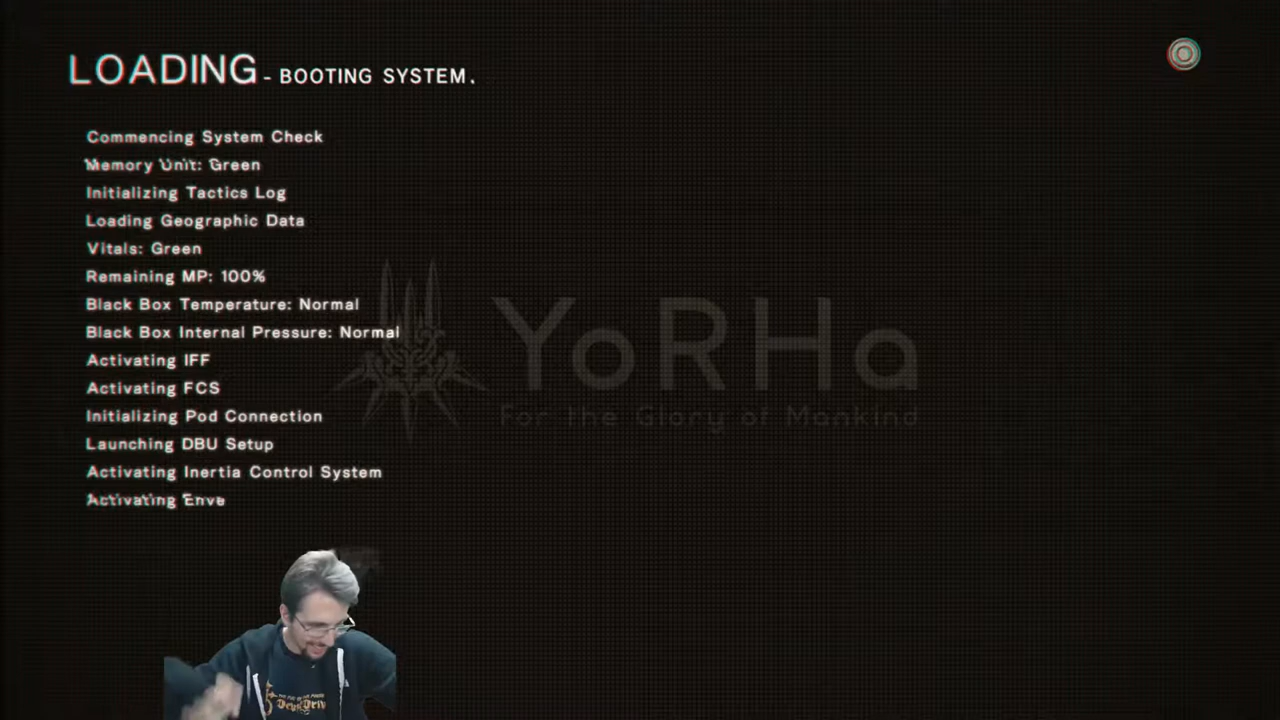 LOADING - BOOTING SYSTEM.
Commencing System Check
Memory Unit: Green
Initializing Tactics Log
Loading Geographic Data
Vitals: Green
Remaining MP: 100%
Black Box Temperature: Normal
Black Box Internal Pressure: Normal
Activating IFF
Activating FCS
Initializing Pod Connection
Launching DBU Setup
Activating Inertia Control System
Activating Enve
YoRHa
For the Glory of Mankind